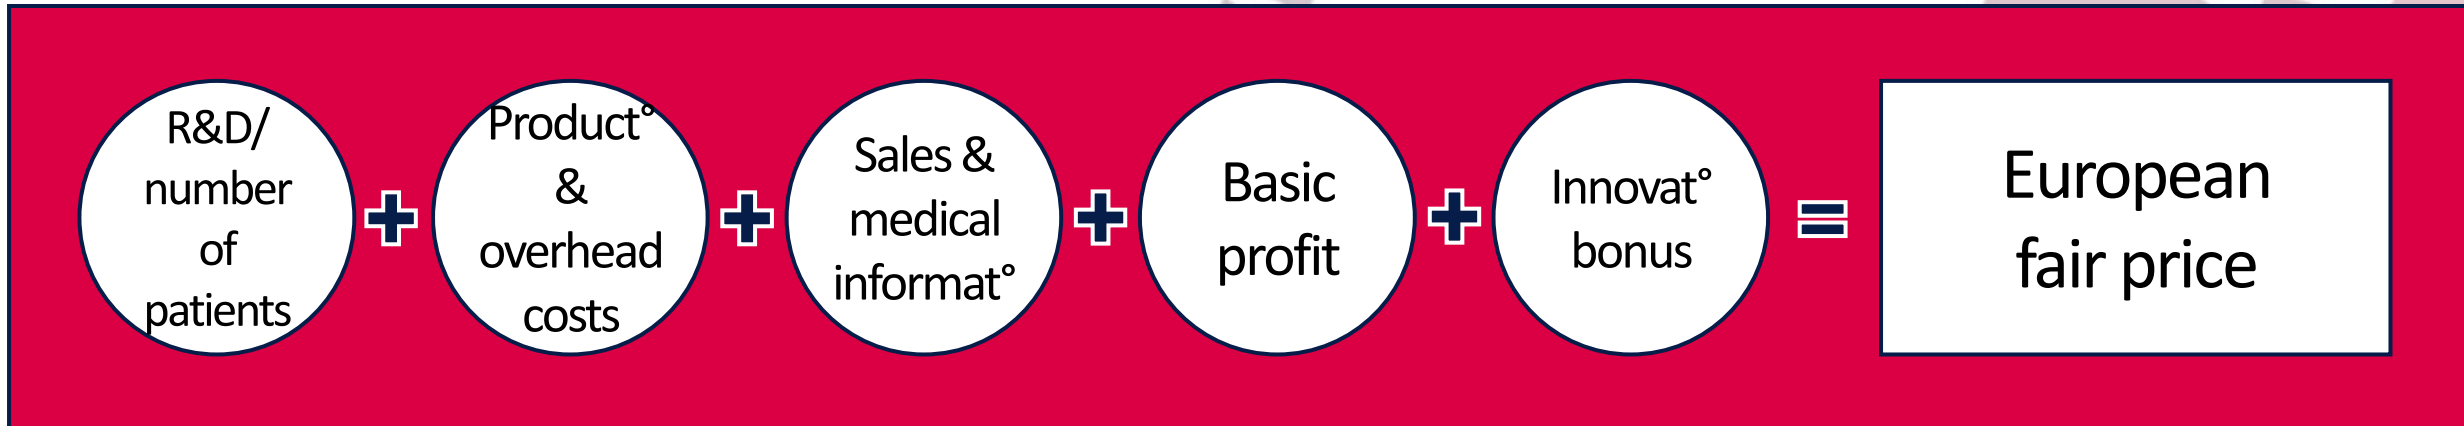 R&D/
number
of
patients
Product°
&
overhead
costs
Sales &
medical
informat°
Basic
profit
Innovat°
bonus
European
fair price